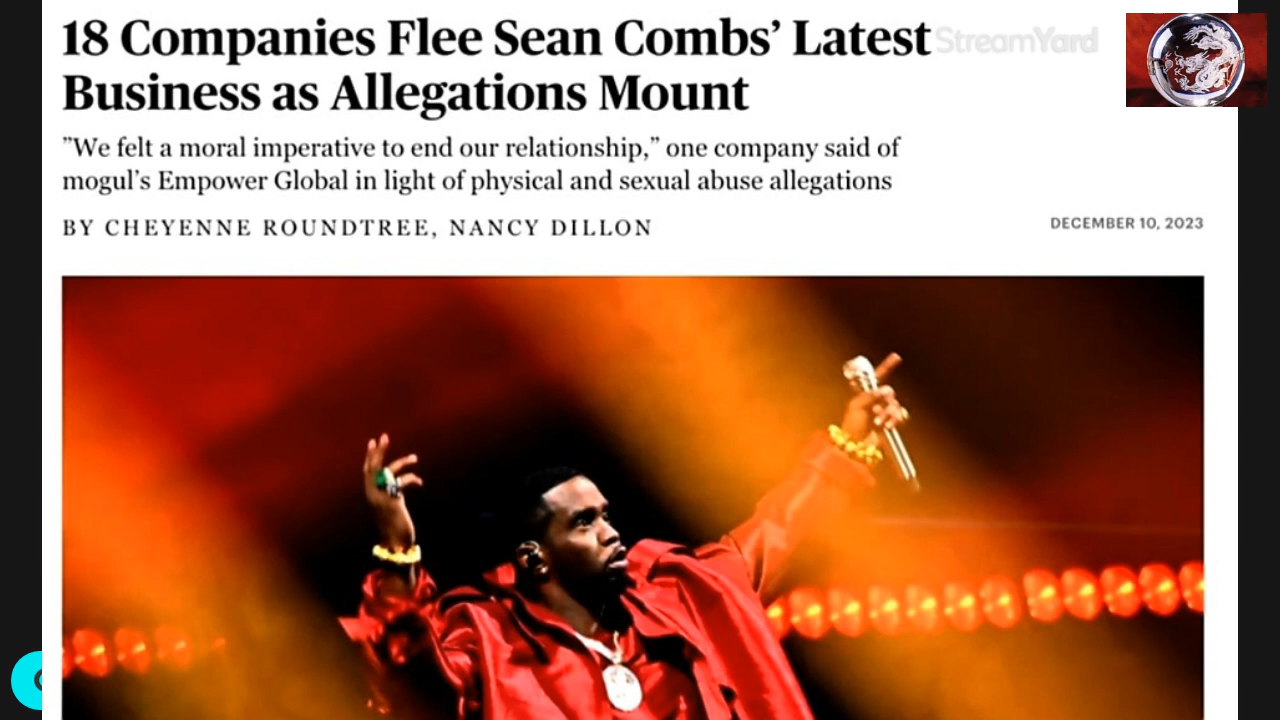 18 Companies Flee Sean Combs’ Latest
StreamYard
Business as Allegations Mount
”We felt a moral imperative to end our relationship,” one company said of
mogul’s Empower Global in light of physical and sexual abuse allegations
BY CHEYENNE ROUNDTREE, NANCY DILLON
DECEMBER 10, 2023